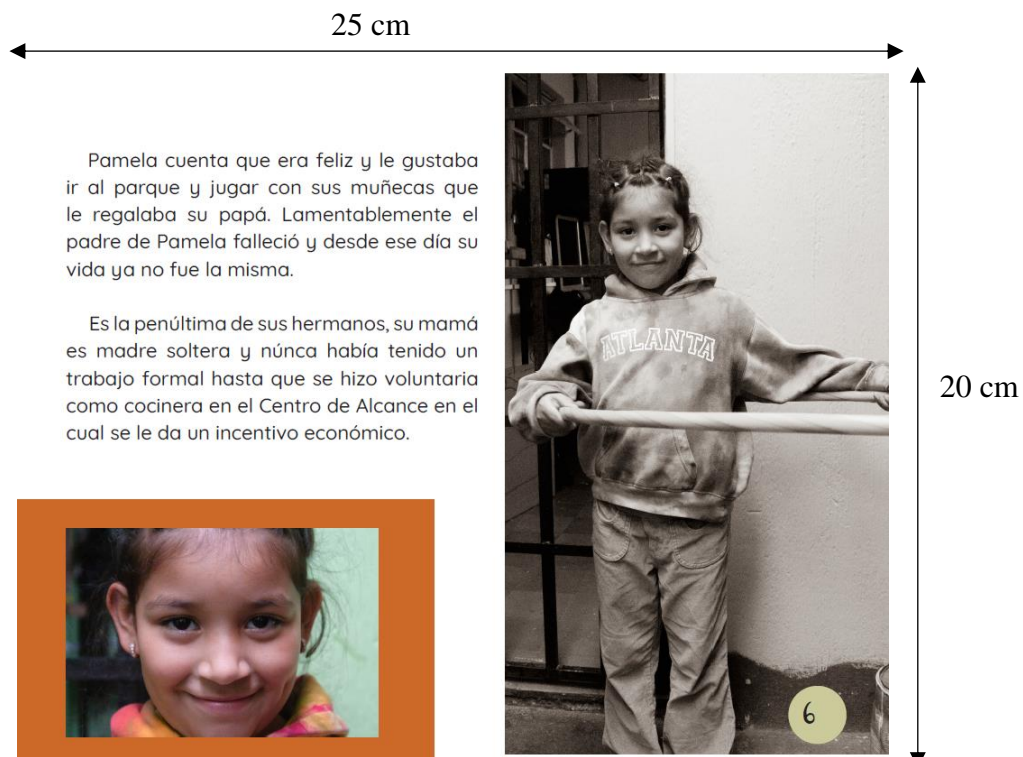 25 cm
Pamela cuenta que era feliz y le gustaba
ir al parque y jugar con sus muñecas que
le regalaba su papá. Lamentablemente el
padre de Pamela falleció y desde ese día su
vida ya no fue la misma.
Es la penúltima de sus hermanos, su mamá
es madre soltera y núnca había tenido un
trabajo formal hasta que se hizo voluntaria
como cocinera en el Centro de Alcance en el
cual se le da un incentivo económico.
ATLANTA
20 cm
6